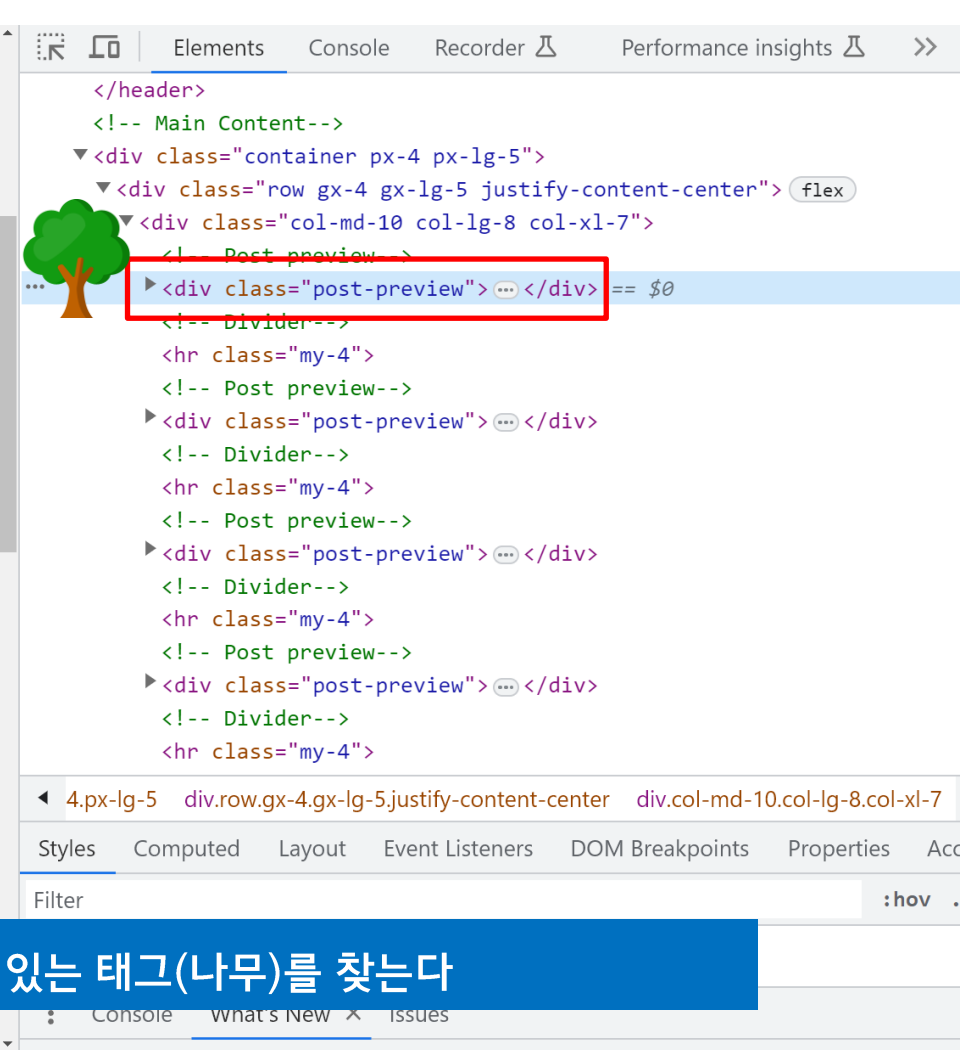 Elements Console Recorder Performance insights
</header>
<!-- Main Content-->
<div class="container px-4 px-lg-5">
<div class="row gx-4 gx-lg-5 justify-content-center"> flex
<div class="col-md-10 col-lg-8 col-xl-7">
<!-- Post preview-->
<div class="post-preview"> … </div> == $0
<!-- Divider-->
<hr class="my-4">
<!-- Post preview-->
<div class="post-preview"> … </div>
<!-- Divider-->
<hr class="my-4">
<!-- Post preview-->
<div class="post-preview"> … </div>
<!-- Divider-->
<hr class="my-4">
<!-- Post preview-->
<div class="post-preview"> … </div>
<!-- Divider-->
<hr class="my-4">
4.px-lg-5 div.row.gx-4.gx-lg-5.justify-content-center div.col-md-10.col-lg-8.col-xl-7
Styles Computed Layout Event Listeners DOM Breakpoints Properties Acc
Filter :hov .
있는 태그(나무)를 찾는다
Console What's New × Issues